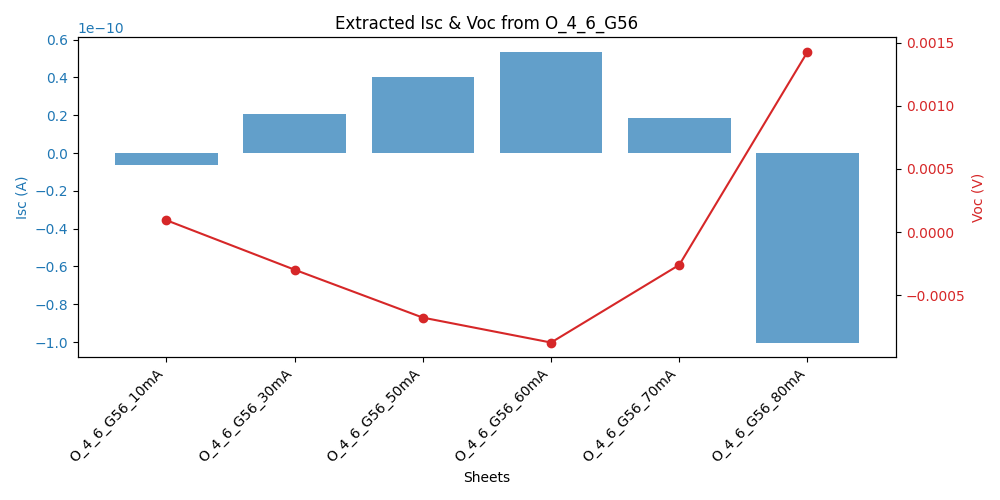 Extracted Isc & Voc from O_4_6_G56
1e−10
0.6
0.4
0.2
0.0
−0.2
−0.4
−0.6
−0.8
−1.0
Isc (A)
0.0015
0.0010
0.0005
0.0000
−0.0005
Voc (V)
O_4_6_G56_10mA
O_4_6_G56_30mA
O_4_6_G56_50mA
O_4_6_G56_60mA
O_4_6_G56_70mA
O_4_6_G56_80mA
Sheets